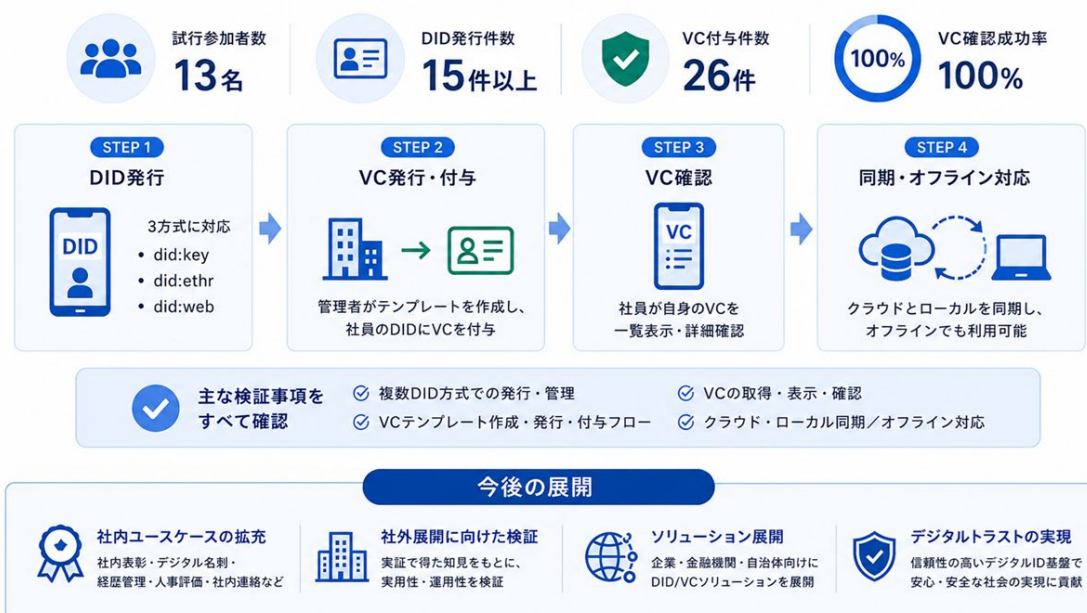 試行参加者数
13名
DID発行件数
15件以上
VC付与件数
26件
100%
VC確認成功率
100%
STEP 1
DID発行
DID
3方式に対応
• did:key
• did:ethr
• did:web
STEP 2
VC発行・付与
管理者がテンプレートを作成し、
社員のDIDにVCを付与
STEP 3
VC確認
VC
社員が自身のVCを
一覧表示・詳細確認
STEP 4
同期・オフライン対応
クラウドとローカルを同期し、
オフラインでも利用可能
主な検証事項を
すべて確認
複数DID方式での発行・管理
VCテンプレート作成・発行・付与フロー
VCの取得・表示・確認
クラウド・ローカル同期／オフライン対応
今後の展開
社内ユースケースの拡充
社内表彰・デジタル名刺・
経歴管理・人事評価・社内連絡など
社外展開に向けた検証
実証で得た知見をもとに、
実用性・運用性を検証
ソリューション展開
企業・金融機関・自治体向けに
DID/VCソリューションを展開
デジタルトラストの実現
信頼性の高いデジタルID基盤で
安心・安全な社会の実現に貢献